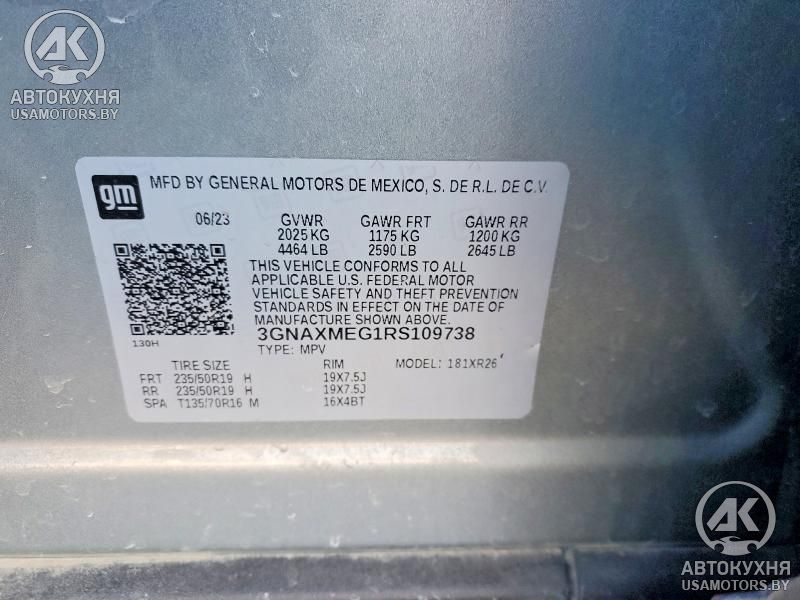 AK
АВТОКУХНЯ
USAMOTORS.BY
gm
MFD BY GENERAL MOTORS DE MEXICO, S. DE R.L. DE C.V.
06/23 GVWR GAWR FRT GAWR RR
2025 KG 1175 KG 1200 KG
4464 LB 2590 LB 2645 LB
THIS VEHICLE CONFORMS TO ALL
APPLICABLE U.S. FEDERAL MOTOR
VEHICLE SAFETY AND THEFT PREVENTION
STANDARDS IN EFFECT ON THE DATE OF
MANUFACTURE SHOWN ABOVE.
130H
3GNAXMEG1RS109738
TYPE: MPV MODEL: 181XR26
TIRE SIZE RIM
FRT 235/50R19 H 19X7.5J
RR 235/50R19 H 19X7.5J
SPA T135/70R16 M 16X4BT
AK
АВТОКУХНЯ
USAMOTORS.BY